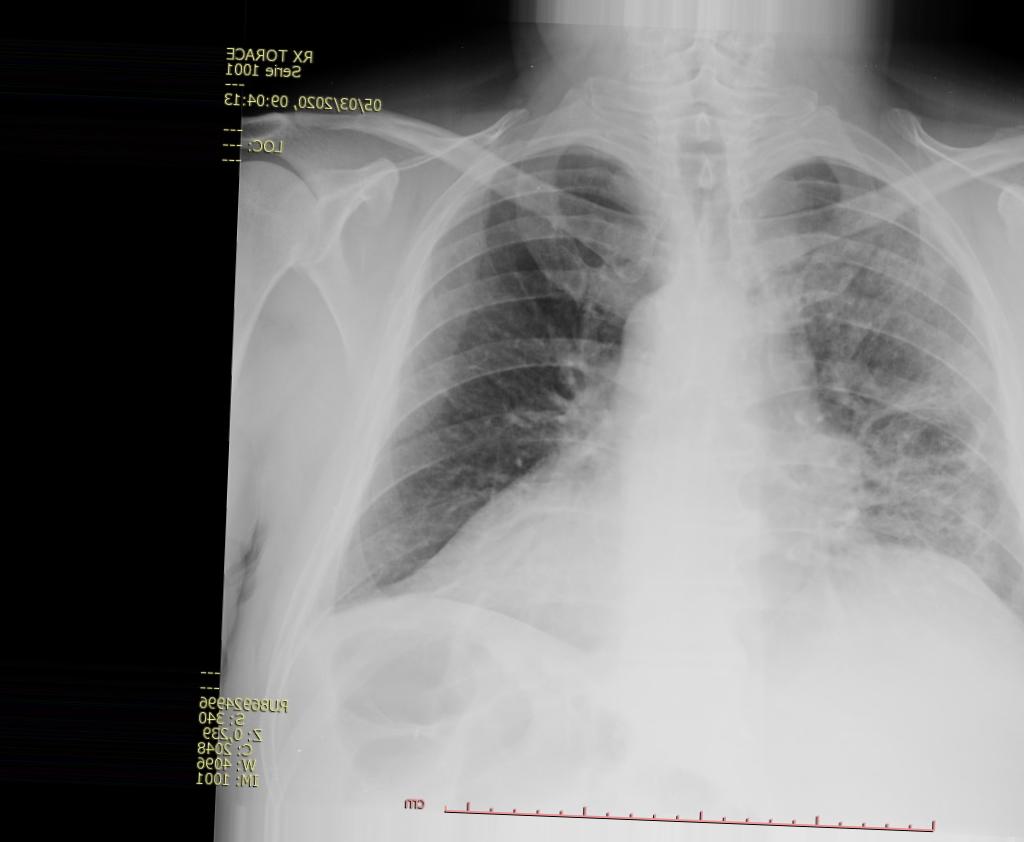 RX TORACE
Serie 1001
---
05/03/2020, 09:04:13
---
--- LOC:
---
---
---
RU86924996
S: 340
Z: 0,239
C: 2048
W: 4096
IM: 1001
cm